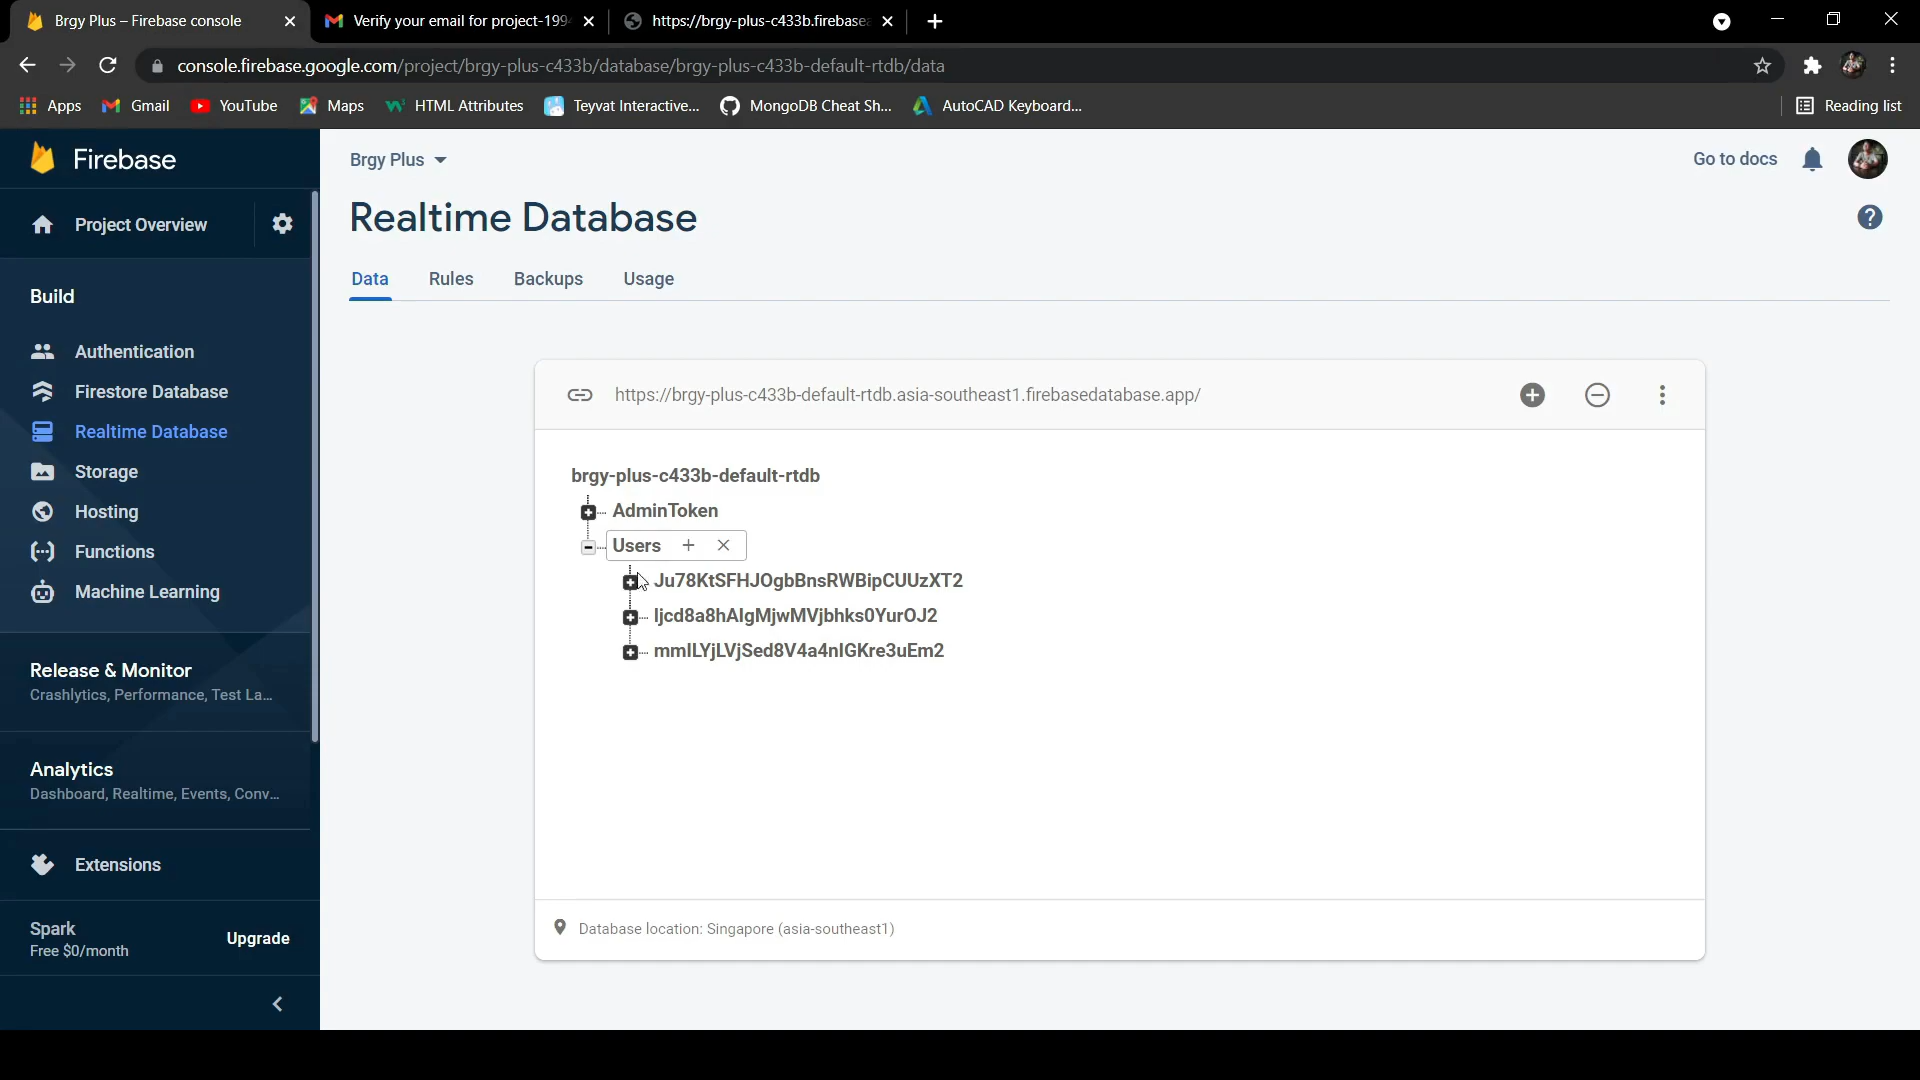 Brgy Plus – Firebase console
Verify your email for project-199
https://brgy-plus-c433b.firebasea
console.firebase.google.com/project/brgy-plus-c433b/database/brgy-plus-c433b-default-rtdb/data
Apps
Gmail
YouTube
Maps
HTML Attributes
Teyvat Interactive...
MongoDB Cheat Sh...
AutoCAD Keyboard...
Reading list
Firebase
Brgy Plus
Go to docs
Project Overview
Realtime Database
Data
Rules
Backups
Usage
Build
Authentication
Firestore Database
Realtime Database
Storage
Hosting
Functions
Machine Learning
Release & Monitor
Crashlytics, Performance, Test La...
Analytics
Dashboard, Realtime, Events, Conv...
Extensions
Spark
Free $0/month
Upgrade
https://brgy-plus-c433b-default-rtdb.asia-southeast1.firebasedatabase.app/
brgy-plus-c433b-default-rtdb
AdminToken
Users
Ju78KtSFHJOgbBnsRWBipCUUzXT2
ljcd8a8hAlgMjwMVjbhks0YurOJ2
mmlLYjLVjSed8V4a4nlGKre3uEm2
Database location: Singapore (asia-southeast1)